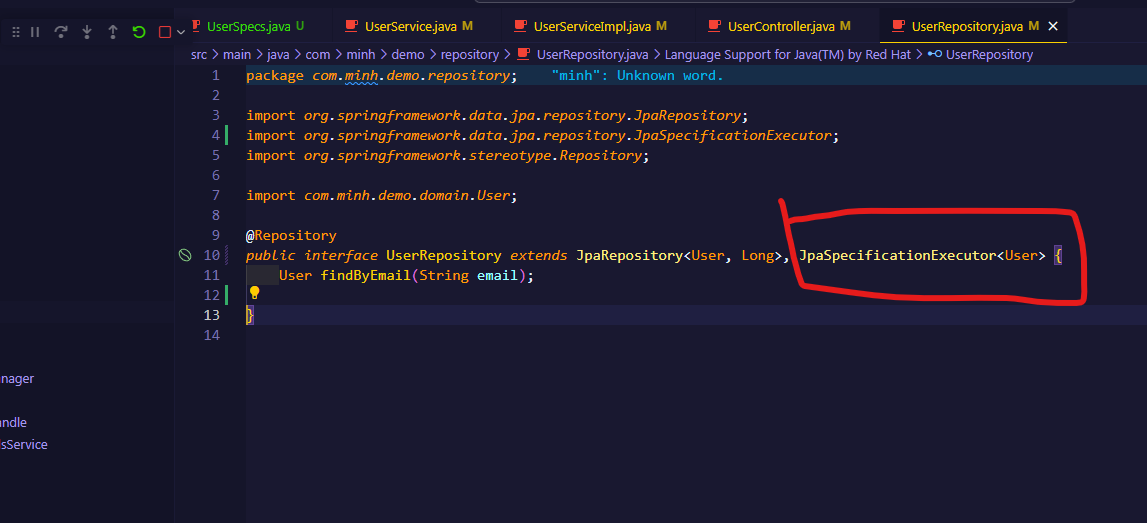 UserSpecs.java U
UserService.java M
UserServiceImpl.java M
UserController.java M
UserRepository.java M
src > main > java > com > minh > demo > repository > UserRepository.java > Language Support for Java(TM) by Red Hat > UserRepository
1 package com.minh.demo.repository; "minh": Unknown word.
2
3 import org.springframework.data.jpa.repository.JpaRepository;
4 import org.springframework.data.jpa.repository.JpaSpecificationExecutor;
5 import org.springframework.stereotype.Repository;
6
7 import com.minh.demo.domain.User;
8
9 @Repository
10 public interface UserRepository extends JpaRepository<User, Long>, JpaSpecificationExecutor<User> {
11 User findByEmail(String email);
12
13 }
14
anager
andle
lsService